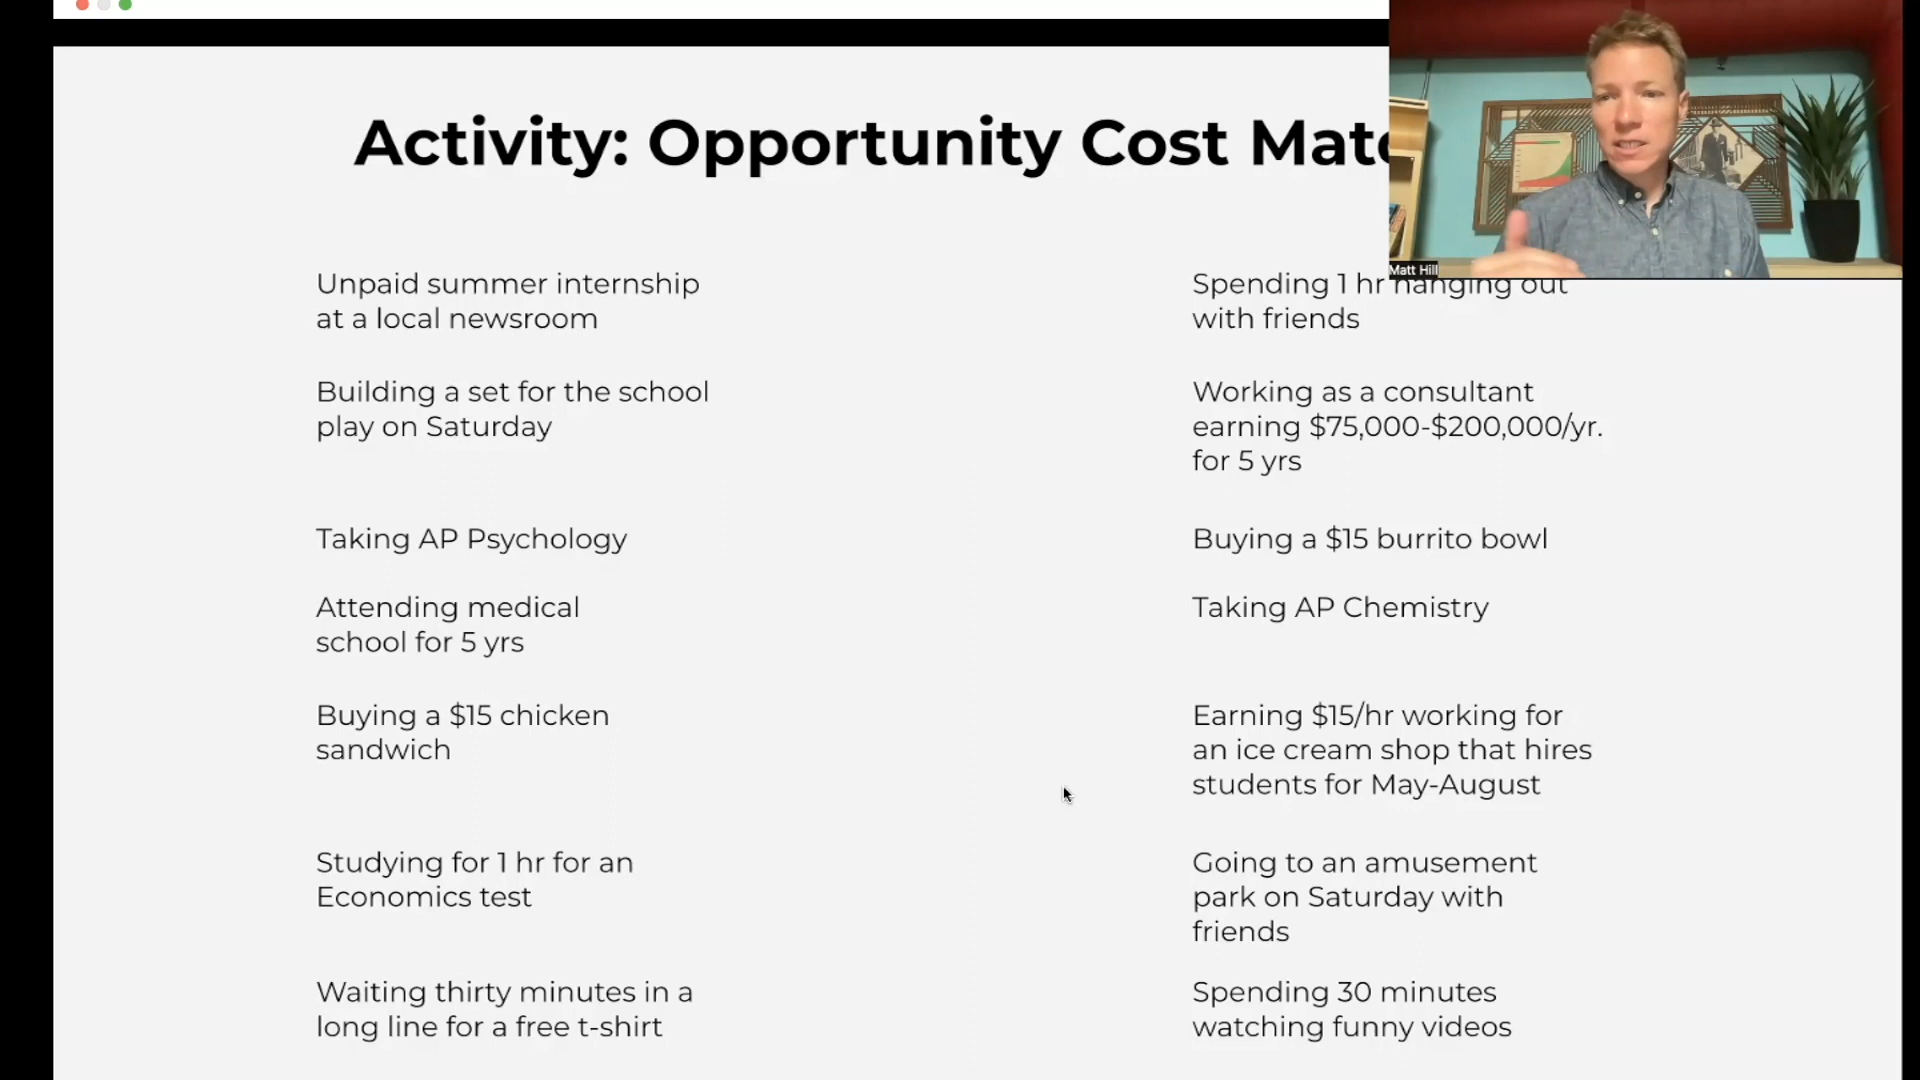 Activity: Opportunity Cost Matc
Matt Hill
Unpaid summer internship
at a local newsroom
Spending 1 hr hanging out
with friends
Building a set for the school
play on Saturday
Working as a consultant
earning $75,000-$200,000/yr.
for 5 yrs
Taking AP Psychology
Buying a $15 burrito bowl
Attending medical
school for 5 yrs
Taking AP Chemistry
Buying a $15 chicken
sandwich
Earning $15/hr working for
an ice cream shop that hires
students for May-August
Studying for 1 hr for an
Economics test
Going to an amusement
park on Saturday with
friends
Waiting thirty minutes in a
long line for a free t-shirt
Spending 30 minutes
watching funny videos